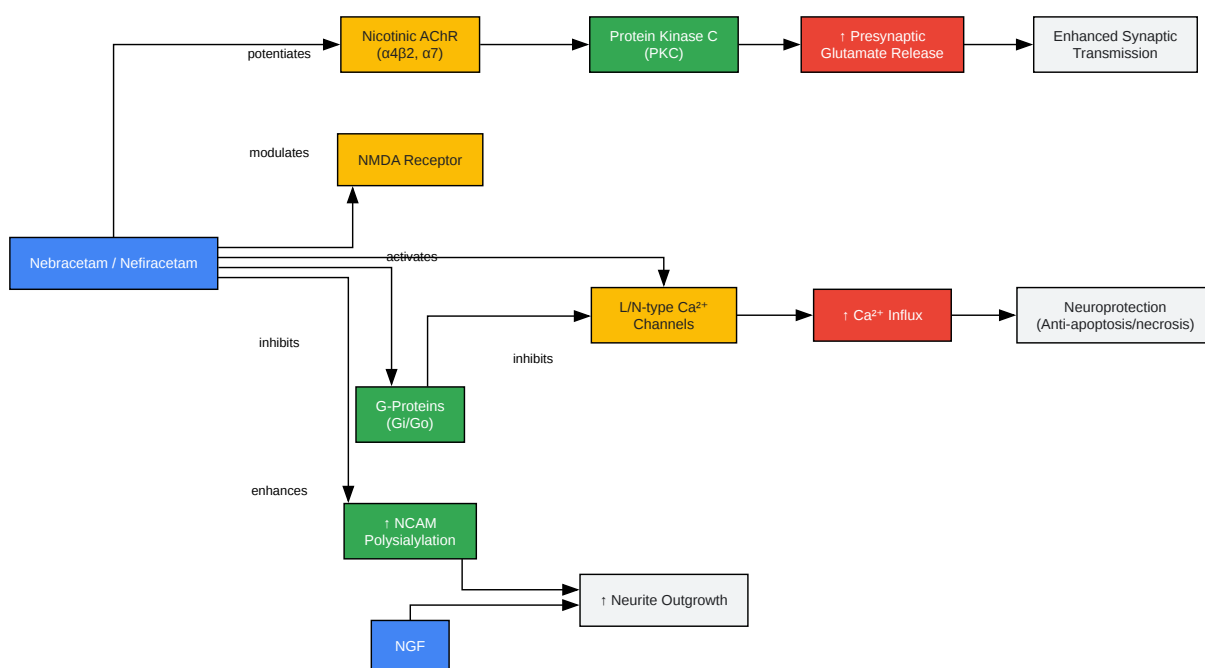 Nicotinic AChR
(α4β2, α7)
Protein Kinase C
(PKC)
↑ Presynaptic
Glutamate Release
Enhanced Synaptic
Transmission
potentiates
modulates
NMDA Receptor
Nebracetam / Nefiracetam
activates
L/N-type Ca²⁺
Channels
↑ Ca²⁺ Influx
Neuroprotection
(Anti-apoptosis/necrosis)
inhibits
inhibits
G-Proteins
(Gi/Go)
enhances
↑ NCAM
Polysialylation
↑ Neurite Outgrowth
NGF